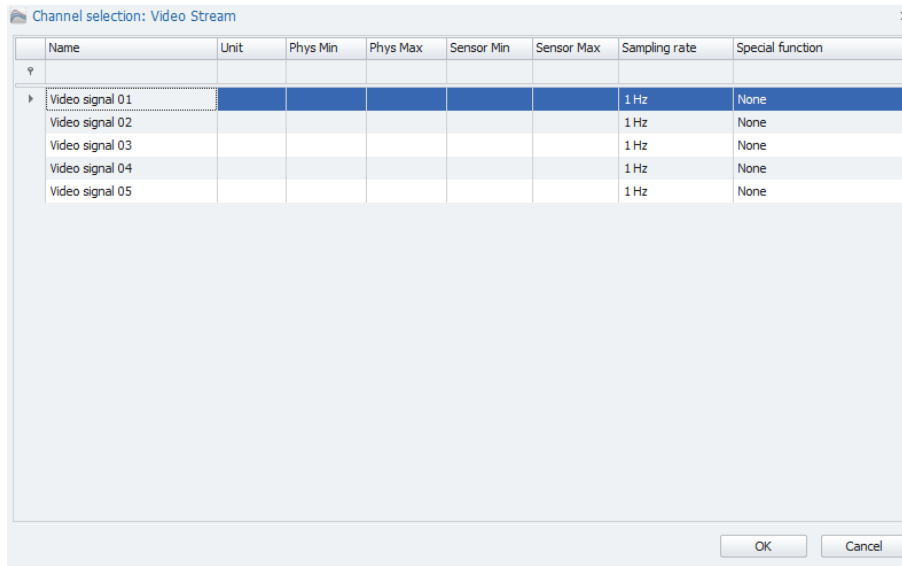 Channel selection: Video Stream
Name Unit Phys Min Phys Max Sensor Min Sensor Max Sampling rate Special function
Video signal 01 1 Hz None
Video signal 02 1 Hz None
Video signal 03 1 Hz None
Video signal 04 1 Hz None
Video signal 05 1 Hz None
OK Cancel